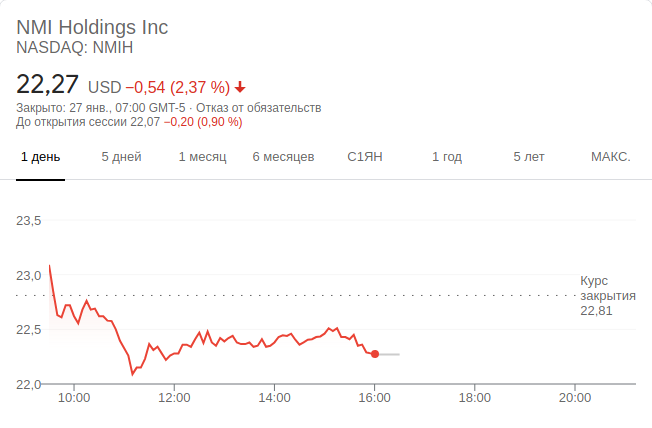 NMI Holdings Inc
NASDAQ: NMIH
22,27 USD −0,54 (2,37 %)
Закрыто: 27 янв., 07:00 GMT-5 · Отказ от обязательств
До открытия сессии 22,07 −0,20 (0,90 %)
1 день 5 дней 1 месяц 6 месяцев С1ЯН 1 год 5 лет МАКС.
23,5
23,0
Курс
закрытия
22,81
22,5
22,0
10:00 12:00 14:00 16:00 18:00 20:00